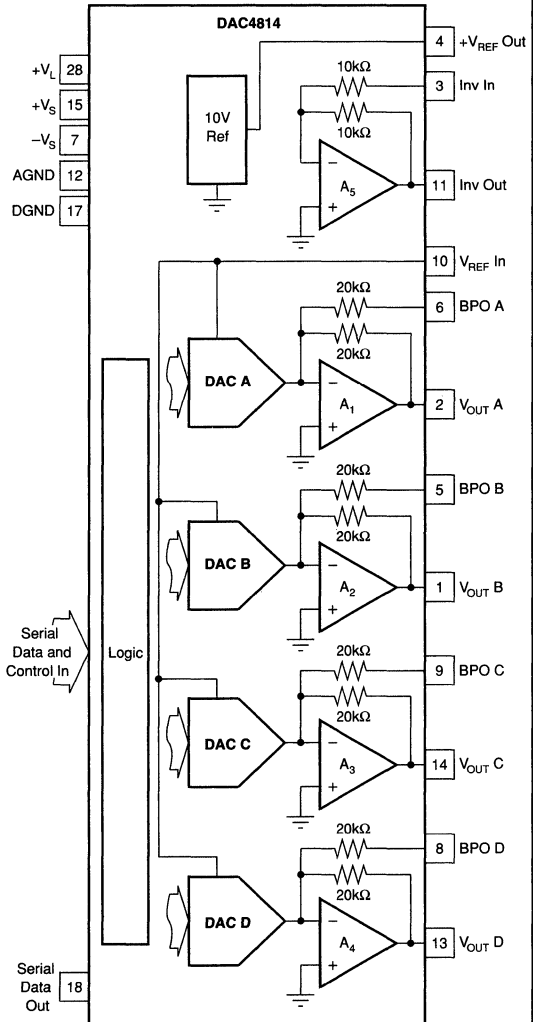 DAC4814
4 +VREF Out
+VL 28
10kΩ
3 Inv In
+VS 15
10V
Ref
10kΩ
–VS 7
AGND 12
–
A5
+
11 Inv Out
DGND 17
10 VREF In
20kΩ
6 BPO A
20kΩ
DAC A
–
A1
+
2 VOUT A
20kΩ
5 BPO B
20kΩ
DAC B
–
A2
+
1 VOUT B
Serial
Data and
Control In
Logic
20kΩ
9 BPO C
20kΩ
DAC C
–
A3
+
14 VOUT C
20kΩ
8 BPO D
20kΩ
DAC D
–
A4
+
13 VOUT D
Serial
Data
Out
18